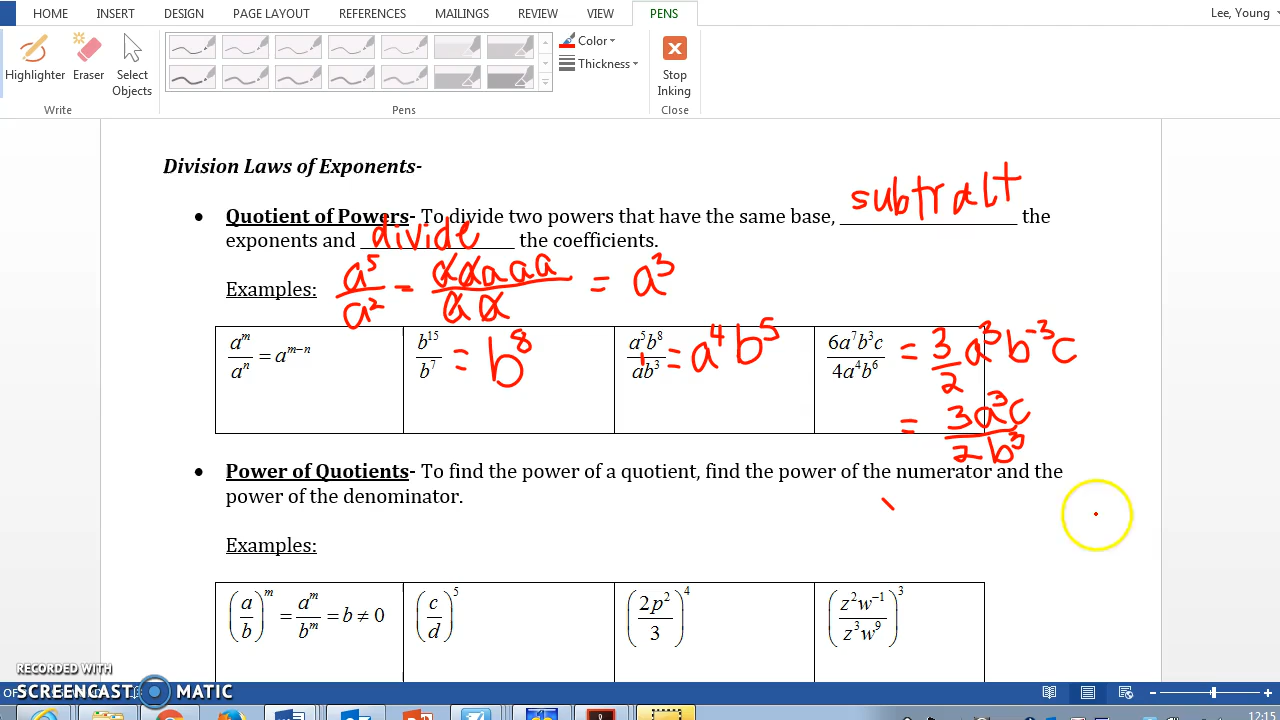 HOME INSERT DESIGN PAGE LAYOUT REFERENCES MAILINGS REVIEW VIEW PENS Lee, Young
Highlighter Eraser Select Objects Color Thickness Stop Inking
Write Pens Close
Division Laws of Exponents-
• Quotient of Powers- To divide two powers that have the same base, subtract the
exponents and divide the coefficients.
Examples: a⁵/a² = aaaaa/aa = a³
aᵐ/aⁿ = aᵐ⁻ⁿ
b¹⁵/b⁷ = b⁸
a⁵b⁸/a¹b³ = a⁴b⁵
6a⁷b³c/4a⁴b⁶ = 3/2 a³b⁻³c
= 3a³c/2b³
• Power of Quotients- To find the power of a quotient, find the power of the numerator and the
power of the denominator.
Examples:
(a/b)ᵐ = aᵐ/bᵐ = b ≠ 0
(c/d)⁵
(2p²/3)⁴
(z²w⁻¹/z³w⁹)³
RECORDED WITH
SCREENCAST MATIC
12:15